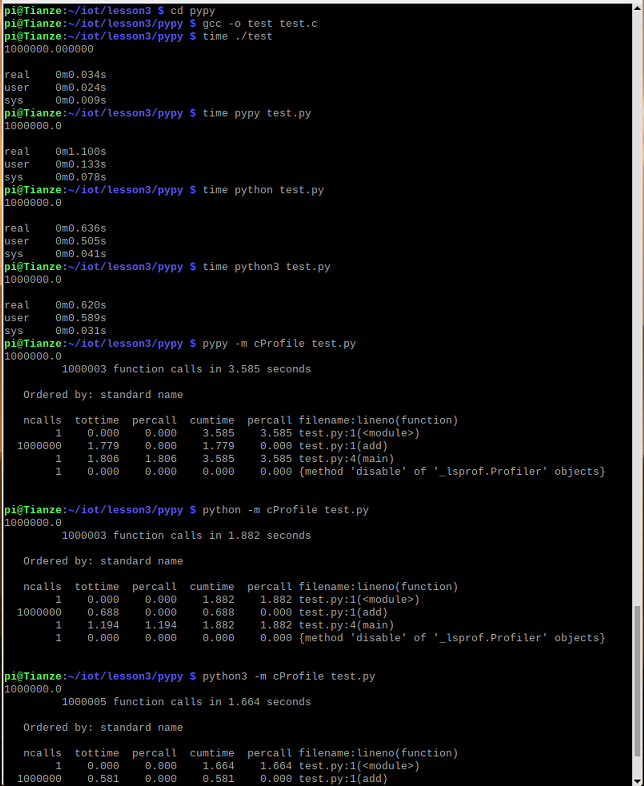 pi@Tianze:~/iot/lesson3 $ cd pypy
pi@Tianze:~/iot/lesson3/pypy $ gcc -o test test.c
pi@Tianze:~/iot/lesson3/pypy $ time ./test
1000000.000000

real    0m0.034s
user    0m0.024s
sys     0m0.009s
pi@Tianze:~/iot/lesson3/pypy $ time pypy test.py
1000000.0

real    0m1.100s
user    0m0.133s
sys     0m0.078s
pi@Tianze:~/iot/lesson3/pypy $ time python test.py
1000000.0

real    0m0.636s
user    0m0.505s
sys     0m0.041s
pi@Tianze:~/iot/lesson3/pypy $ time python3 test.py
1000000.0

real    0m0.620s
user    0m0.589s
sys     0m0.031s
pi@Tianze:~/iot/lesson3/pypy $ pypy -m cProfile test.py
1000000.0
         1000003 function calls in 3.585 seconds

   Ordered by: standard name

   ncalls  tottime  percall  cumtime  percall filename:lineno(function)
        1    0.000    0.000    3.585    3.585 test.py:1(<module>)
  1000000    1.779    0.000    1.779    0.000 test.py:1(add)
        1    1.806    1.806    3.585    3.585 test.py:4(main)
        1    0.000    0.000    0.000    0.000 {method 'disable' of '_lsprof.Profiler' objects}

pi@Tianze:~/iot/lesson3/pypy $ python -m cProfile test.py
1000000.0
         1000003 function calls in 1.882 seconds

   Ordered by: standard name

   ncalls  tottime  percall  cumtime  percall filename:lineno(function)
        1    0.000    0.000    1.882    1.882 test.py:1(<module>)
  1000000    0.688    0.000    0.688    0.000 test.py:1(add)
        1    1.194    1.194    1.882    1.882 test.py:4(main)
        1    0.000    0.000    0.000    0.000 {method 'disable' of '_lsprof.Profiler' objects}

pi@Tianze:~/iot/lesson3/pypy $ python3 -m cProfile test.py
1000000.0
         1000005 function calls in 1.664 seconds

   Ordered by: standard name

   ncalls  tottime  percall  cumtime  percall filename:lineno(function)
        1    0.000    0.000    1.664    1.664 test.py:1(<module>)
  1000000    0.581    0.000    0.581    0.000 test.py:1(add)